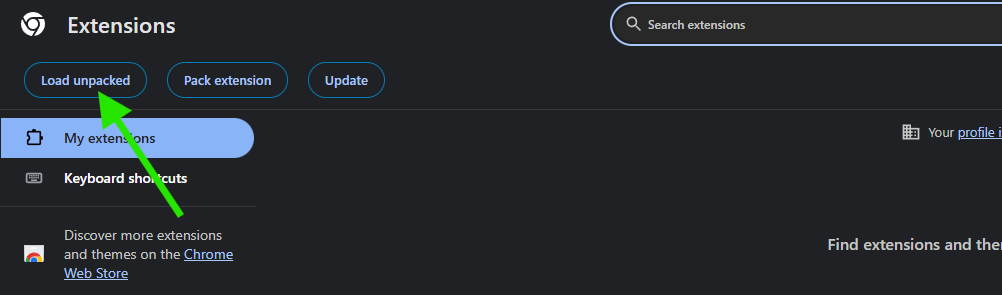 Extensions
Search extensions
Load unpacked
Pack extension
Update
My extensions
Your profile i
Keyboard shortcuts
Discover more extensions
and themes on the Chrome
Web Store
Find extensions and the